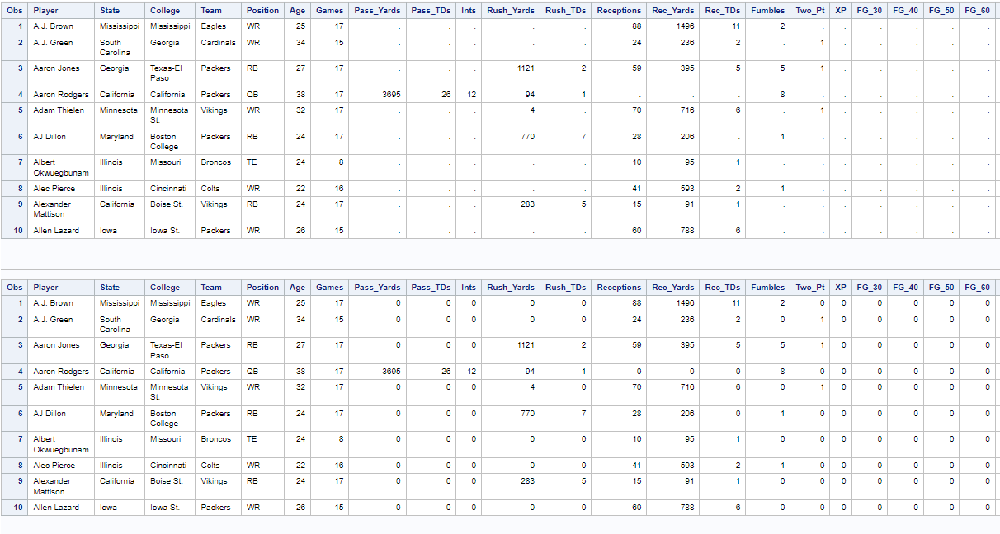 Obs Player State College Team Position Age Games Pass_Yards Pass_TDs Ints Rush_Yards Rush_TDs Receptions Rec_Yards Rec_TDs Fumbles Two_Pt XP FG_30 FG_40 FG_50 FG_60
1 A.J. Brown Mississippi Mississippi Eagles WR 25 17 . . . . . 88 1496 11 2 . . . . . .
2 A.J. Green South Georgia Cardinals WR 34 15 . . . . . 24 236 2 . 1 . . . . .
Carolina
3 Aaron Jones Georgia Texas-El Packers RB 27 17 . . . 1121 2 59 395 5 5 1 . . . . .
Paso
4 Aaron Rodgers California California Packers QB 38 17 3695 26 12 94 1 . . . 8 . . . . . .
5 Adam Thielen Minnesota Minnesota Vikings WR 32 17 . . . 4 . 70 716 6 . 1 . . . . .
St.
6 AJ Dillon Maryland Boston Packers RB 24 17 . . . 770 7 28 206 . 1 . . . . . .
College
7 Albert Illinois Missouri Broncos TE 24 8 . . . . . 10 95 1 . . . . . . .
Okwuegbunam
8 Alec Pierce Illinois Cincinnati Colts WR 22 16 . . . . . 41 593 2 1 . . . . . .
9 Alexander California Boise St. Vikings RB 24 17 . . . 283 5 15 91 1 . . . . . . .
Mattison
10 Allen Lazard Iowa Iowa St. Packers WR 26 15 . . . . . 60 788 6 . . . . . . .
Obs Player State College Team Position Age Games Pass_Yards Pass_TDs Ints Rush_Yards Rush_TDs Receptions Rec_Yards Rec_TDs Fumbles Two_Pt XP FG_30 FG_40 FG_50 FG_60
1 A.J. Brown Mississippi Mississippi Eagles WR 25 17 0 0 0 0 0 88 1496 11 2 0 0 0 0 0 0
2 A.J. Green South Georgia Cardinals WR 34 15 0 0 0 0 0 24 236 2 0 1 0 0 0 0 0
Carolina
3 Aaron Jones Georgia Texas-El Packers RB 27 17 0 0 0 1121 2 59 395 5 5 1 0 0 0 0 0
Paso
4 Aaron Rodgers California California Packers QB 38 17 3695 26 12 94 1 0 0 0 8 0 0 0 0 0 0
5 Adam Thielen Minnesota Minnesota Vikings WR 32 17 0 0 0 4 0 70 716 6 0 1 0 0 0 0 0
St.
6 AJ Dillon Maryland Boston Packers RB 24 17 0 0 0 770 7 28 206 0 1 0 0 0 0 0 0
College
7 Albert Illinois Missouri Broncos TE 24 8 0 0 0 0 0 10 95 1 0 0 0 0 0 0 0
Okwuegbunam
8 Alec Pierce Illinois Cincinnati Colts WR 22 16 0 0 0 0 0 41 593 2 1 0 0 0 0 0 0
9 Alexander California Boise St. Vikings RB 24 17 0 0 0 283 5 15 91 1 0 0 0 0 0 0 0
Mattison
10 Allen Lazard Iowa Iowa St. Packers WR 26 15 0 0 0 0 0 60 788 6 0 0 0 0 0 0 0